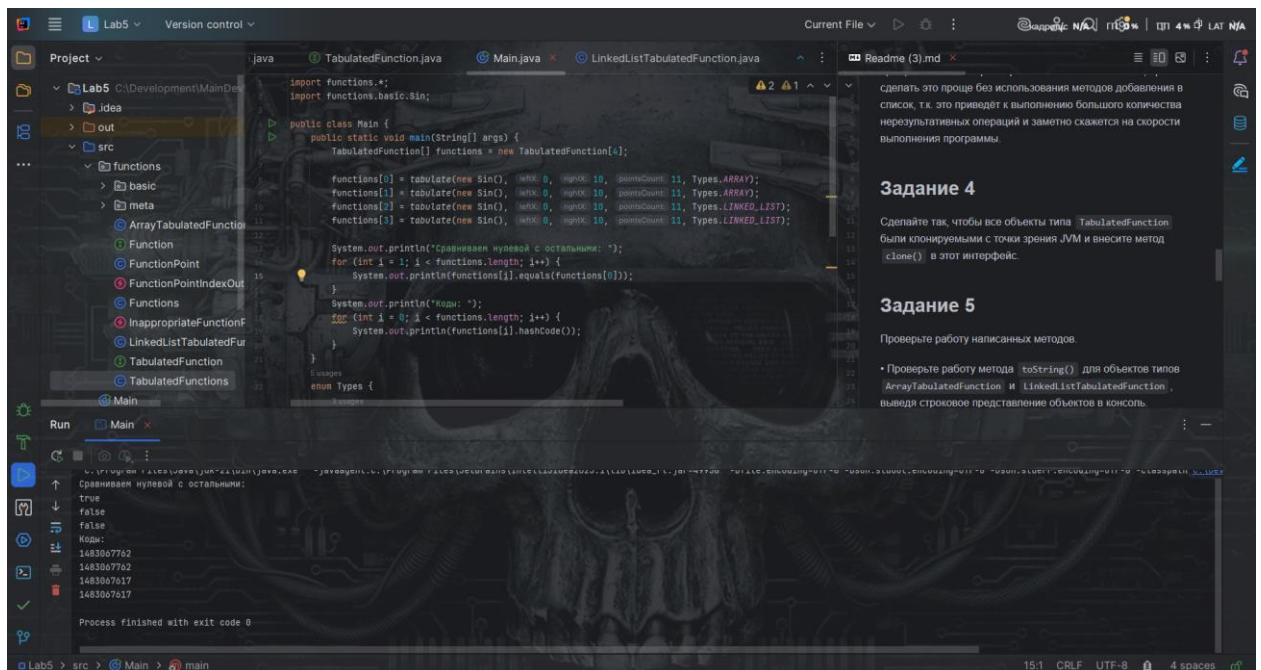 Lab5
Version control
Current File
N/A
4%
LAT
N/A
Project
.java
TabulatedFunction.java
Main.java
LinkedListTabulatedFunction.java
Readme (3).md
Lab5 C:\Development\MainDev
.idea
out
src
functions
basic
meta
ArrayTabulatedFunction
Function
FunctionPoint
FunctionPointIndexOut
Functions
InappropriateFunctionP
LinkedListTabulatedFur
TabulatedFunction
TabulatedFunctions
Main
import functions.*;
import functions.basic.Sin;
2 1
public class Main {
public static void main(String[] args) {
TabulatedFunction[] functions = new TabulatedFunction[4];
functions[0] = tabulate(new Sin(), leftX: 0, rightX: 10, pointsCount: 11, Types.ARRAY);
functions[1] = tabulate(new Sin(), leftX: 0, rightX: 10, pointsCount: 11, Types.ARRAY);
functions[2] = tabulate(new Sin(), leftX: 0, rightX: 10, pointsCount: 11, Types.LINKED_LIST);
functions[3] = tabulate(new Sin(), leftX: 0, rightX: 10, pointsCount: 11, Types.LINKED_LIST);
System.out.println("Сравниваем нулевой с остальными: ");
for (int i = 1; i < functions.length; i++) {
15 System.out.println(functions[i].equals(functions[0]));
}
System.out.println("Коды: ");
for (int i = 0; i < functions.length; i++) {
System.out.println(functions[i].hashCode());
}
}
5 usages
enum Types {
3 usages
сделать это проще без использования методов добавления в
список, т.к. это приведёт к выполнению большого количества
нерезультативных операций и заметно скажется на скорости
выполнения программы.
Задание 4
Сделайте так, чтобы все объекты типа TabulatedFunction
были клонируемыми с точки зрения JVM и внесите метод
clone() в этот интерфейс.
Задание 5
Проверьте работу написанных методов.
• Проверьте работу метода toString() для объектов типов
ArrayTabulatedFunction и LinkedListTabulatedFunction ,
выведя строковое представление объектов в консоль.
Run
Main
Сравниваем нулевой с остальными:
true
false
false
Коды:
1483067762
1483067762
1483067617
1483067617
Process finished with exit code 0
Lab5 > src > Main > main
15:1 CRLF UTF-8 4 spaces